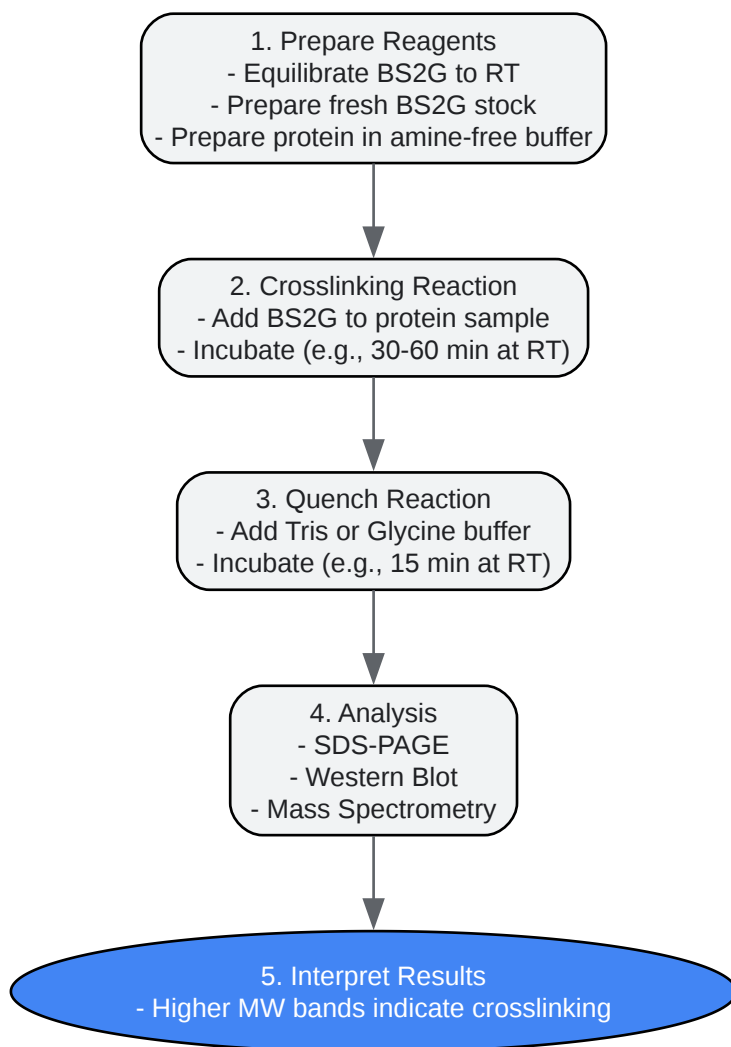 1. Prepare Reagents
- Equilibrate BS2G to RT
- Prepare fresh BS2G stock
- Prepare protein in amine-free buffer
2. Crosslinking Reaction
- Add BS2G to protein sample
- Incubate (e.g., 30-60 min at RT)
3. Quench Reaction
- Add Tris or Glycine buffer
- Incubate (e.g., 15 min at RT)
4. Analysis
- SDS-PAGE
- Western Blot
- Mass Spectrometry
5. Interpret Results
- Higher MW bands indicate crosslinking